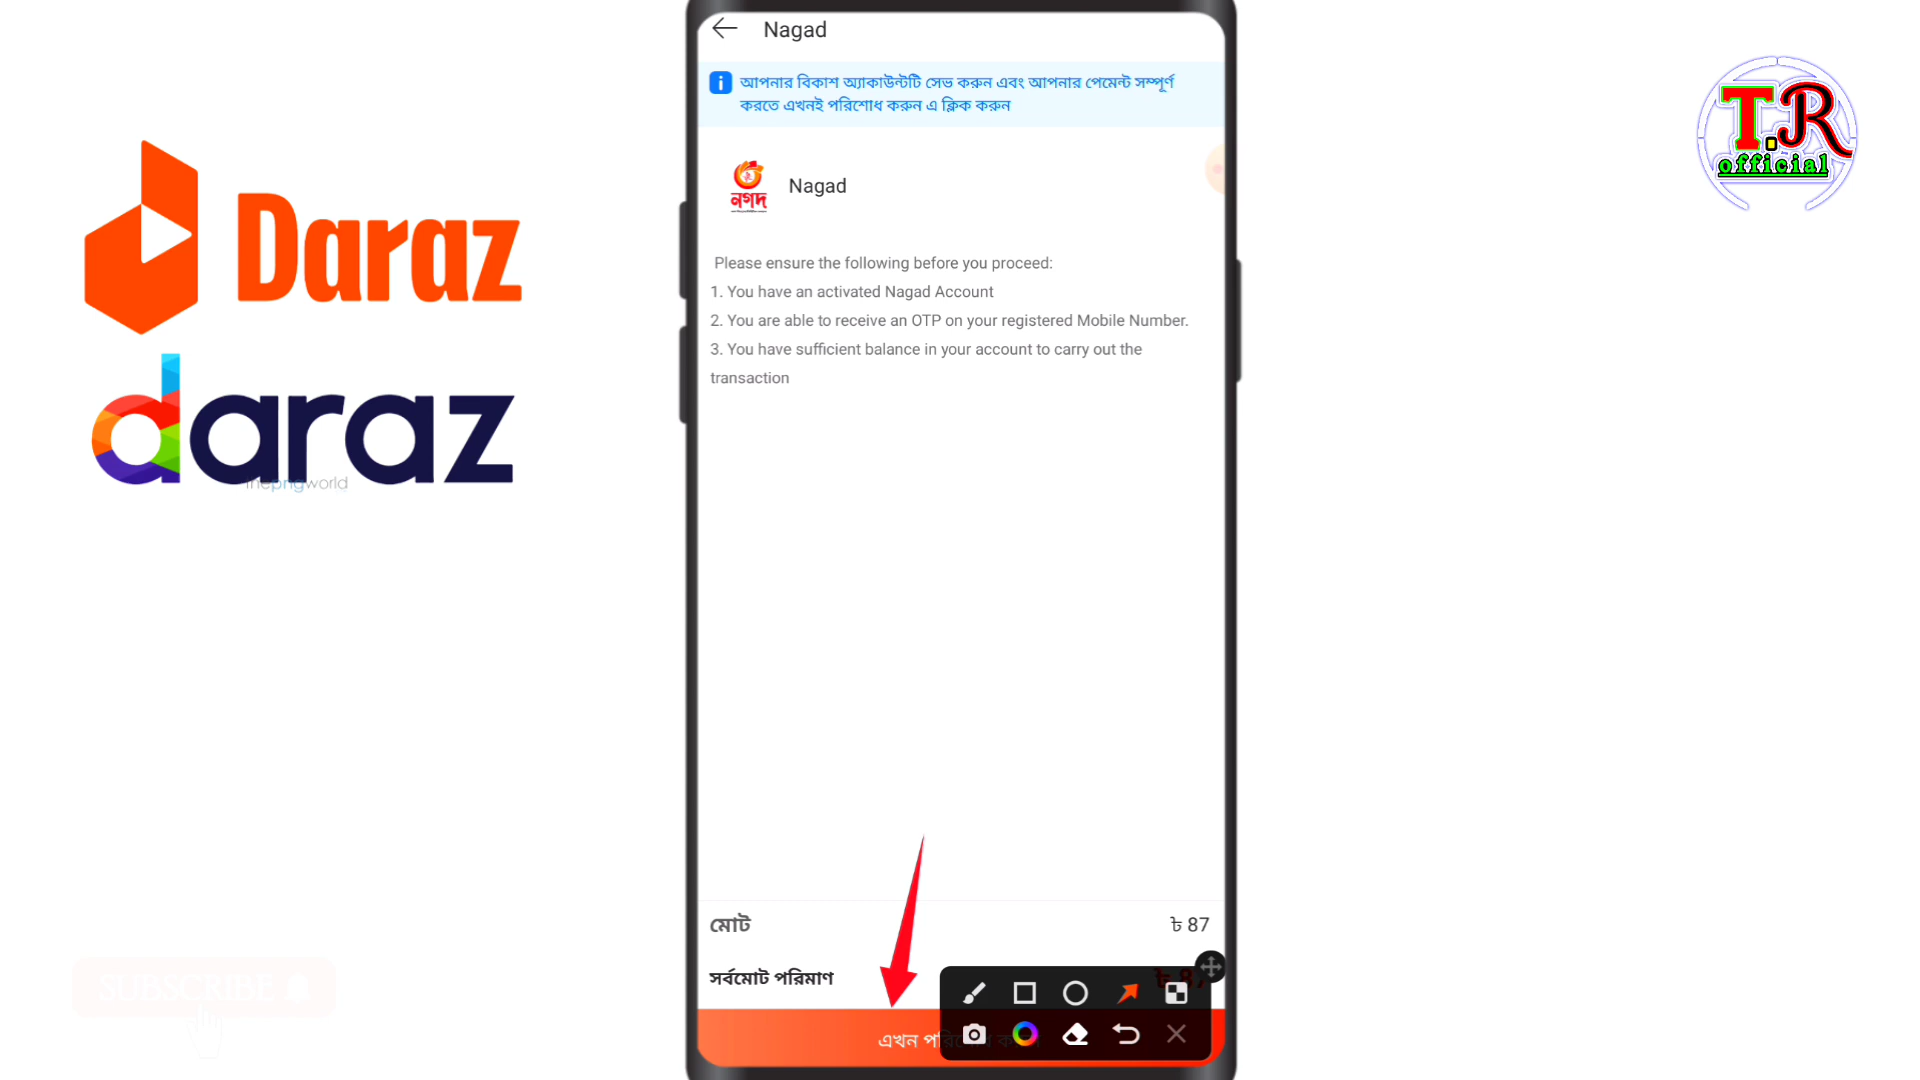 Nagad
আপনার বিকাশ অ্যাকাউন্টটি সেভ করুন এবং আপনার পেমেন্ট সম্পূর্ণ
করতে এখনই পরিশোধ করুন এ ক্লিক করুন
নগদ
Nagad
Please ensure the following before you proceed:
1. You have an activated Nagad Account
2. You are able to receive an OTP on your registered Mobile Number.
3. You have sufficient balance in your account to carry out the
transaction
মোট
৳ 87
সর্বমোট পরিমাণ
এখন
Daraz
daraz
thepngworld
T.R
official
SUBSCRIBE